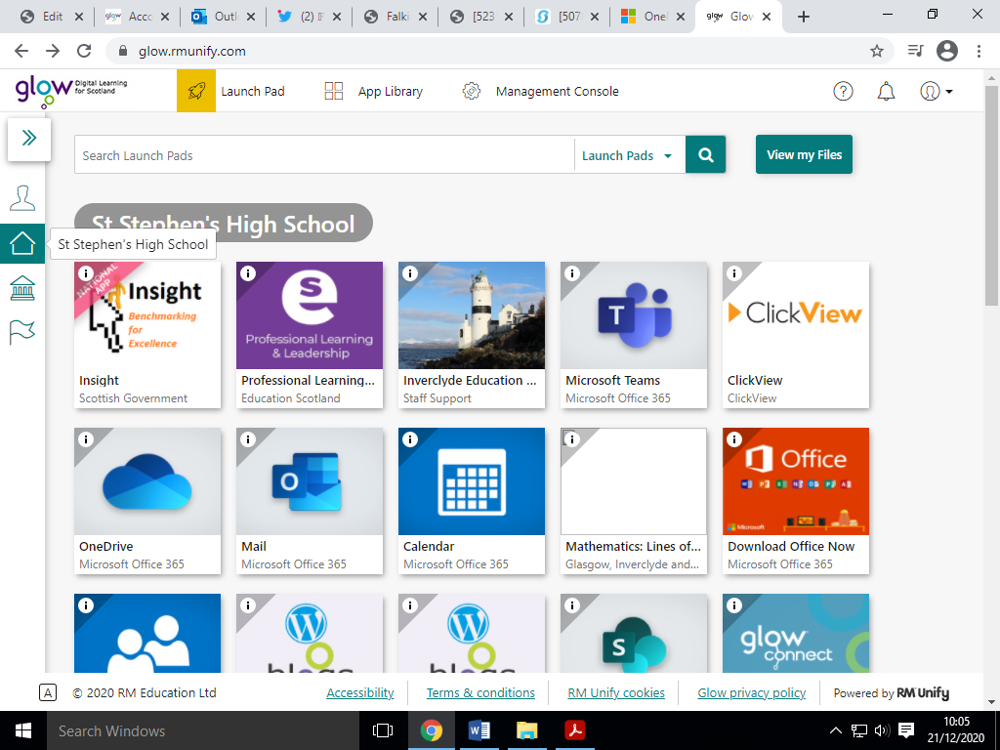 Edit
Acco
Outl
(2) IF
Falki
[523
[507
Onel
glow
Glov
glow.rmunify.com
glow Digital Learning for Scotland
Launch Pad
App Library
Management Console
Search Launch Pads
Launch Pads
View my Files
St Stephen's High School
St Stephen's High School
NATIONAL APP
Insight
Benchmarking
for
Excellence
Se
Professional Learning
& Leadership
T
ClickView
Insight
Professional Learning...
Inverclyde Education ...
Microsoft Teams
ClickView
Scottish Government
Education Scotland
Staff Support
Microsoft Office 365
ClickView
O
Office
Microsoft
OneDrive
Mail
Calendar
Mathematics: Lines of...
Download Office Now
Microsoft Office 365
Microsoft Office 365
Microsoft Office 365
Glasgow, Inverclyde and...
Microsoft Office 365
blogs
blogs
S
glow
connect
A
© 2020 RM Education Ltd
Accessibility
Terms & conditions
RM Unify cookies
Glow privacy policy
Powered by RM Unify
Search Windows
10:05
21/12/2020